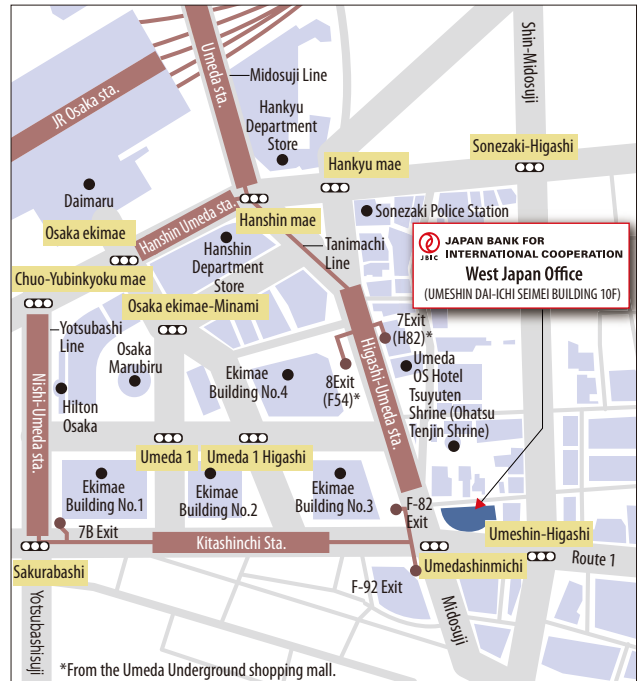 JR Osaka sta.
Umeda sta.
Midosuji Line
Hankyu
Department
Store
Shin-Midosuji
Sonezaki-Higashi
Hankyu mae
Daimaru
Hanshin Umeda sta.
Hanshin mae
Sonezaki Police Station
Osaka ekimae
Hanshin
Department
Store
Tanimachi
Line
JBIC
JAPAN BANK FOR
INTERNATIONAL COOPERATION
West Japan Office
(UMESHIN DAI-ICHI SEIMEI BUILDING 10F)
Chuo-Yubinkyoku mae
Osaka ekimae-Minami
Yotsubashi
Line
Osaka
Marubiru
Nishi-Umeda sta.
Hilton
Osaka
Ekimae
Building No.4
8Exit
(F54)*
Higashi-Umeda sta.
7Exit
(H82)*
Umeda
OS Hotel
Tsuyuten
Shrine (Ohatsu
Tenjin Shrine)
Umeda 1
Umeda 1 Higashi
Ekimae
Building No.1
Ekimae
Building No.2
Ekimae
Building No.3
F-82
Exit
7B Exit
Kitashinchi Sta.
Umeshin-Higashi
Route 1
Sakurabashi
Umedashinmichi
F-92 Exit
Yotsubashisuji
Midosuji
*From the Umeda Underground shopping mall.